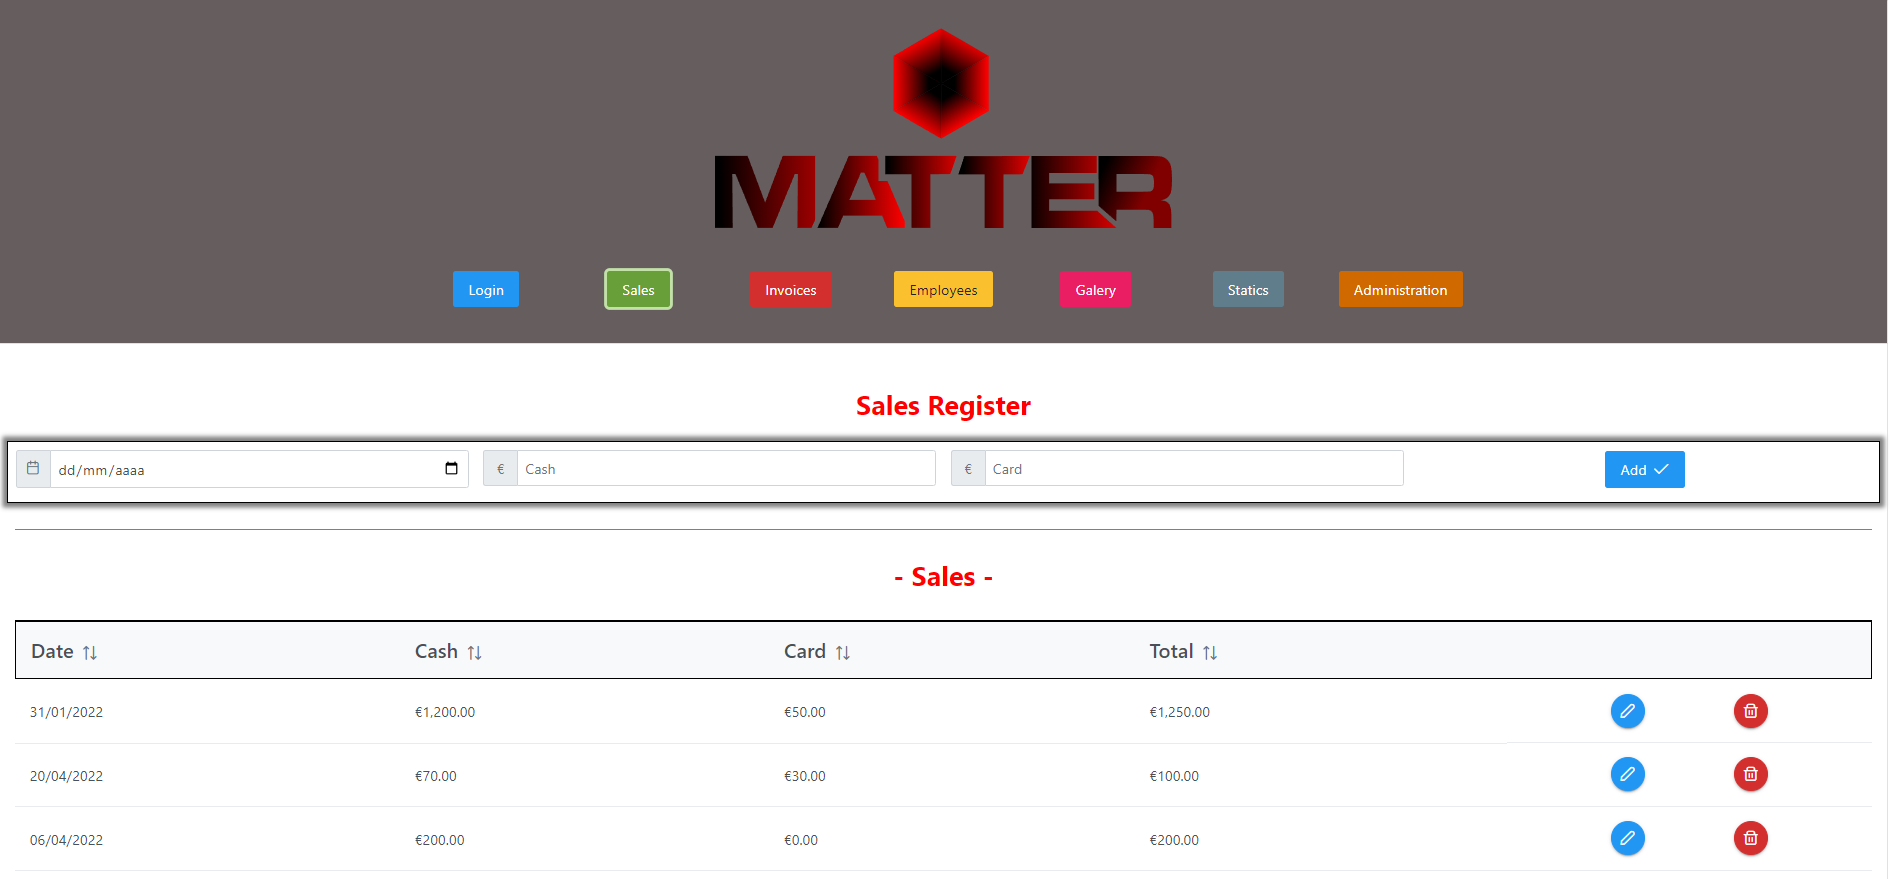 MATTER
Login Sales Invoices Employees Galery Statics Administration
Sales Register
dd/mm/aaaa € Cash € Card Add
- Sales -
Date Cash Card Total
31/01/2022 €1,200.00 €50.00 €1,250.00
20/04/2022 €70.00 €30.00 €100.00
06/04/2022 €200.00 €0.00 €200.00